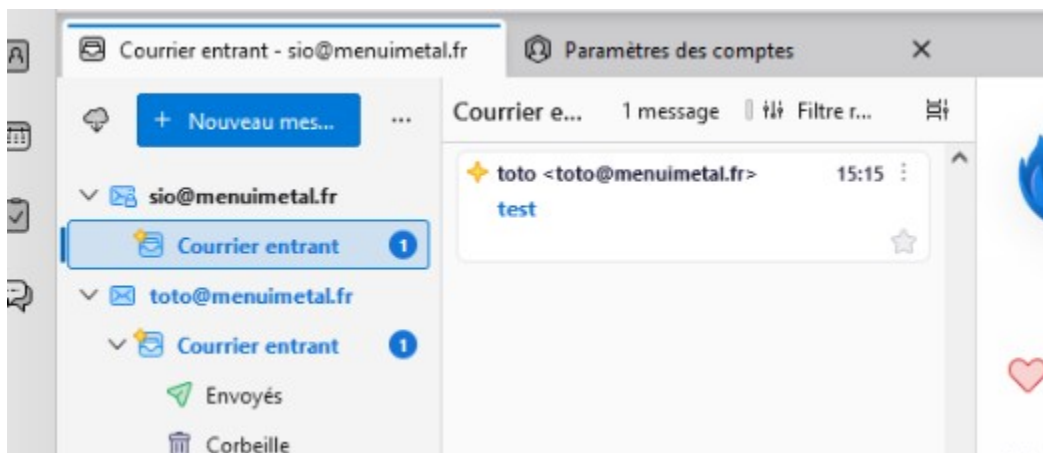 Courrier entrant - sio@menuimetal.fr
Paramètres des comptes
+ Nouveau mes...
Courrier e...
1 message
Filtre r...
sio@menuimetal.fr
Courrier entrant 1
toto@menuimetal.fr
Courrier entrant 1
Envoyés
Corbeille
toto <toto@menuimetal.fr> 15:15
test